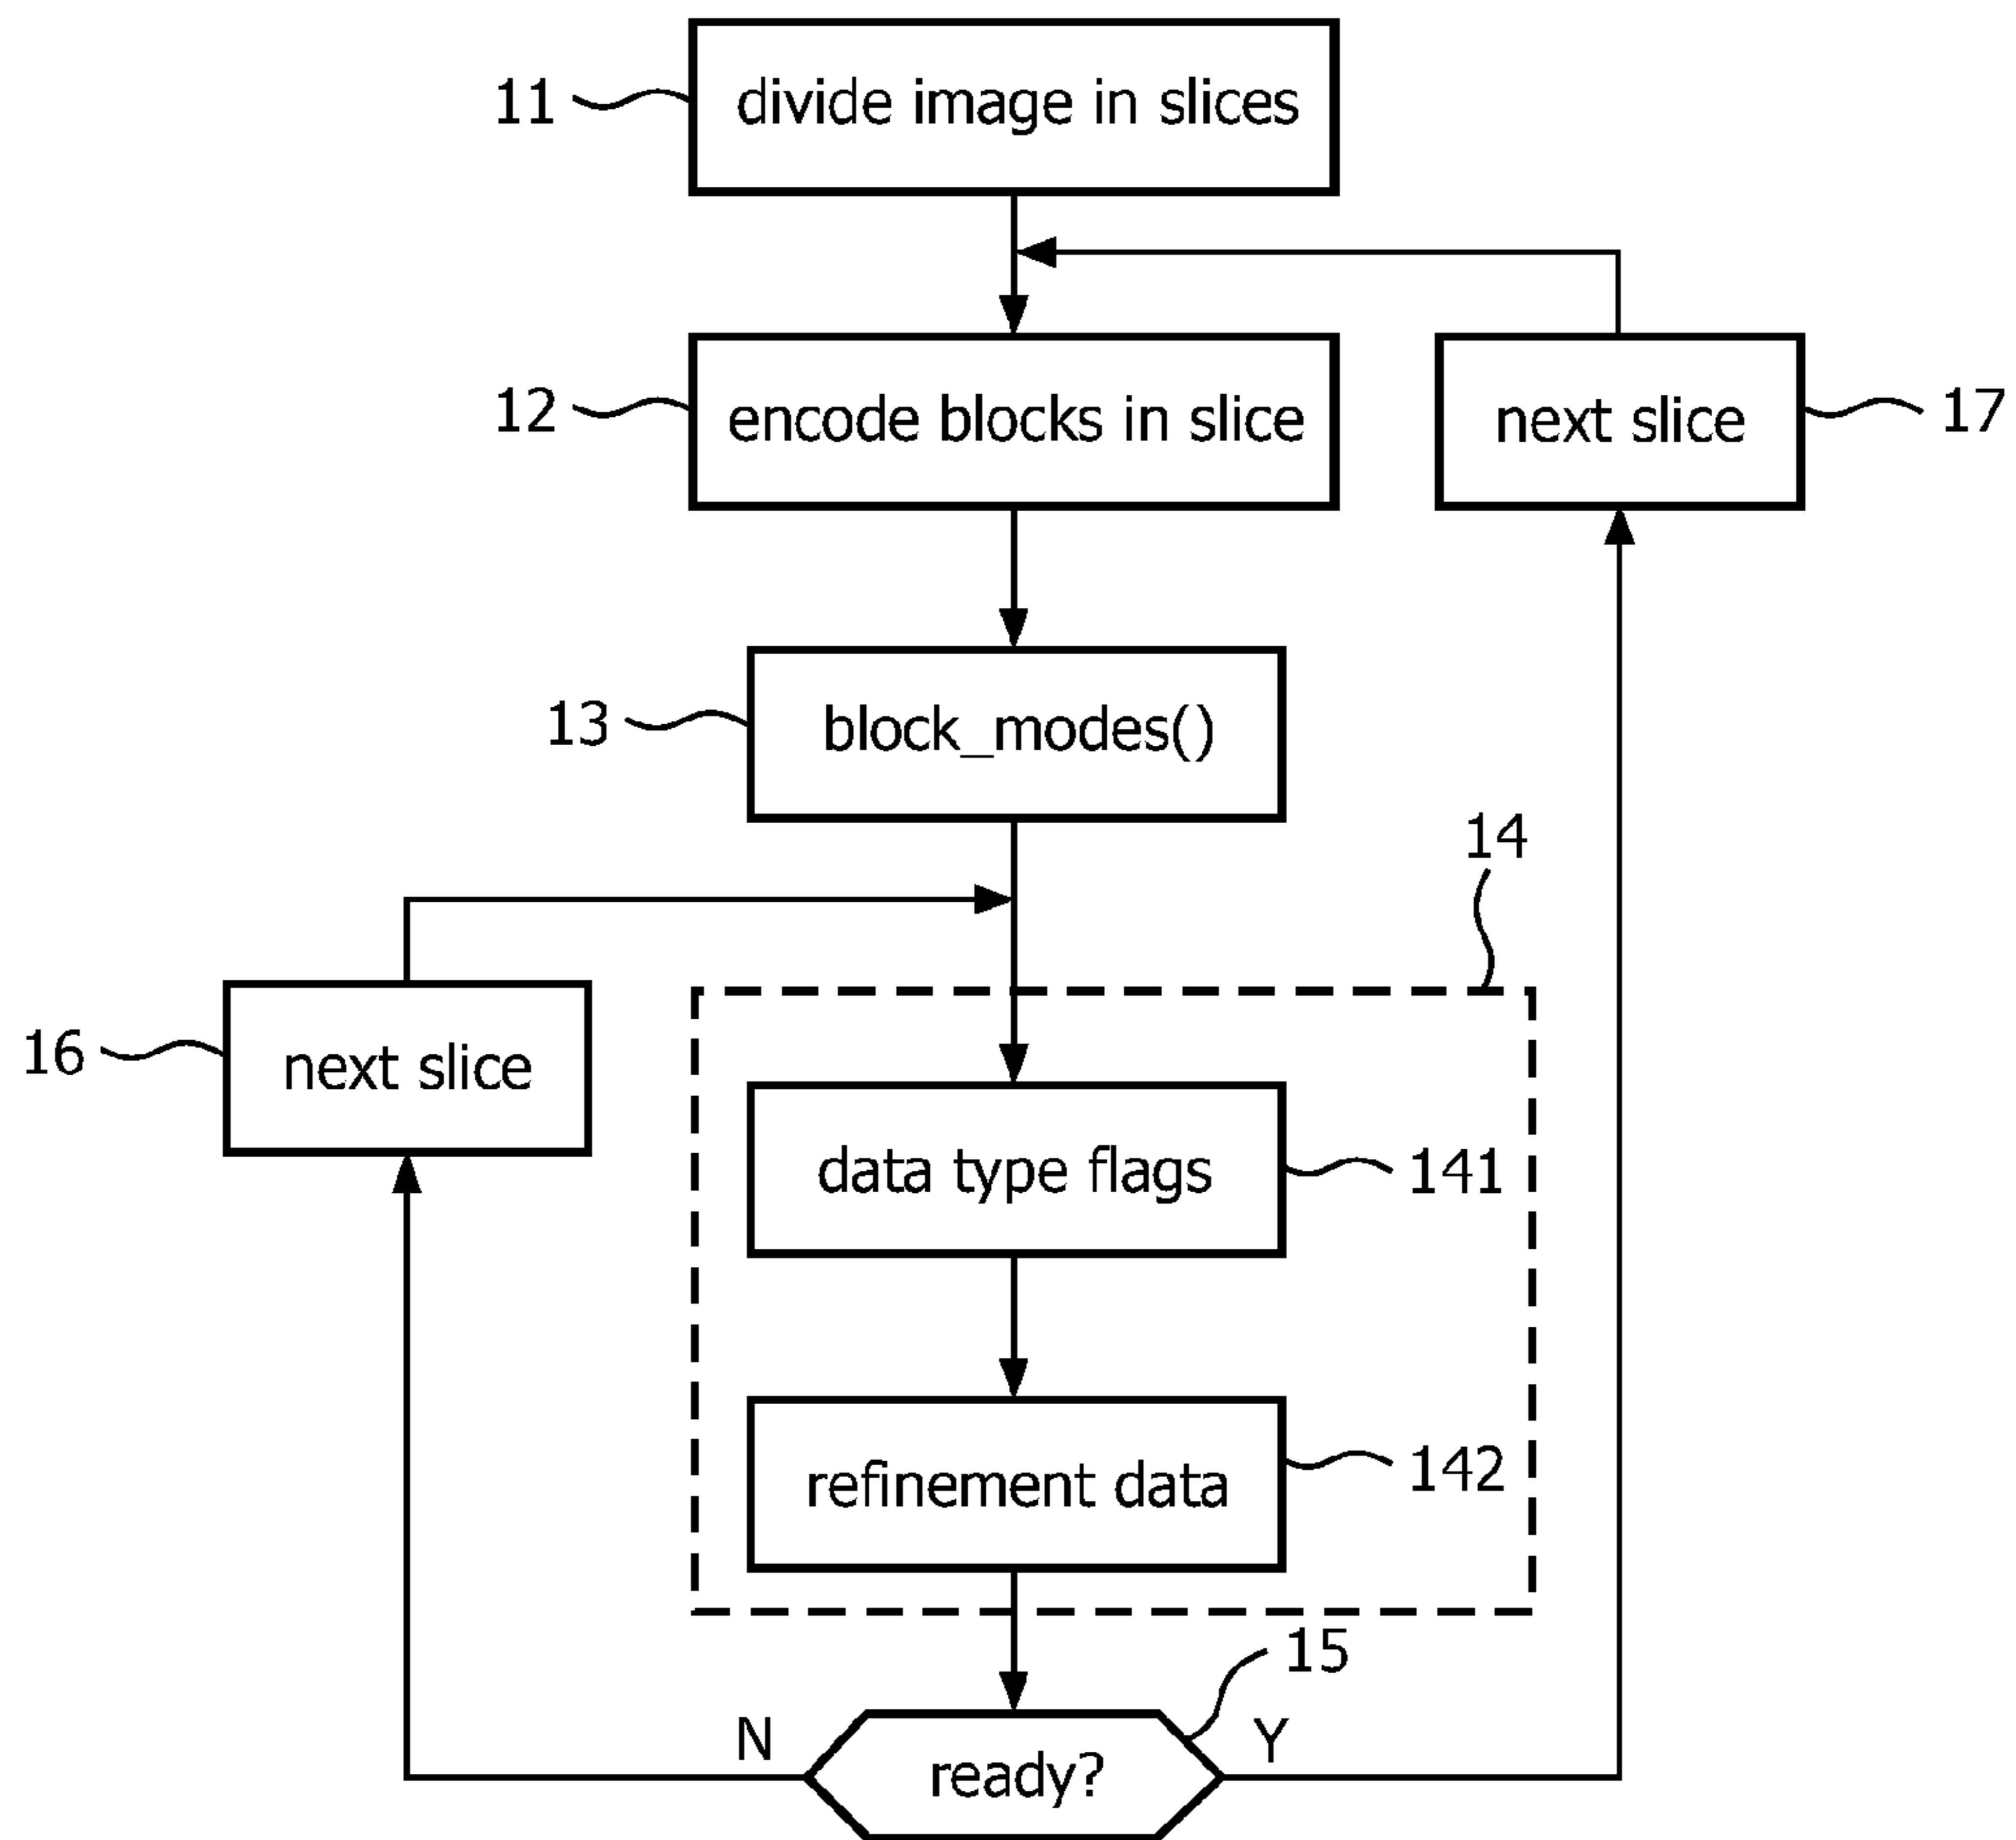 11
divide image in slices
12
encode blocks in slice
next slice
17
13
block_modes()
14
16
next slice
data type flags
141
refinement data
142
15
N
ready?
Y